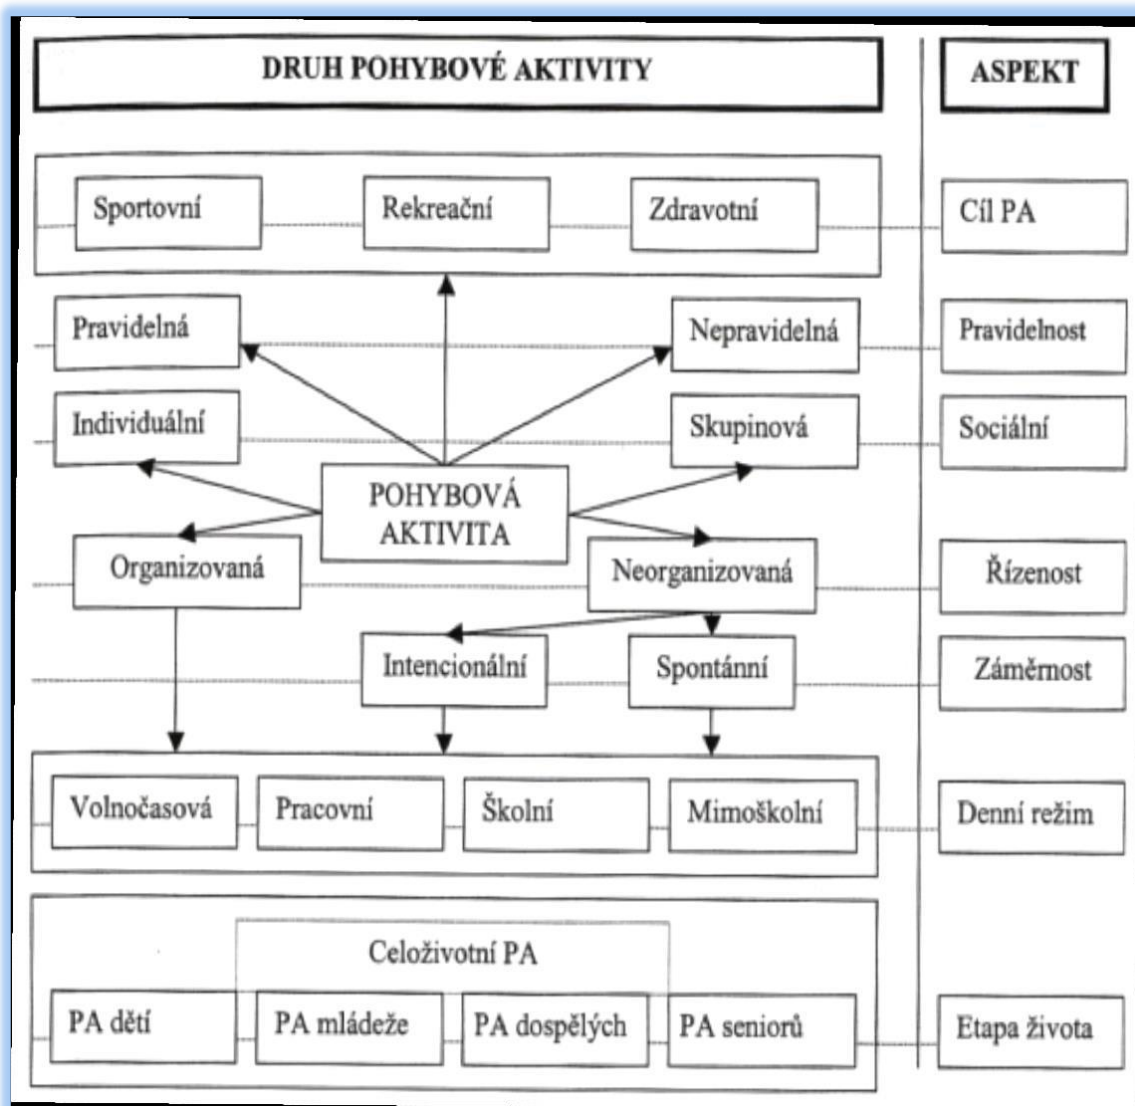 DRUH POHYBOVÉ AKTIVITY
ASPEKT
Sportovní
Rekreační
Zdravotní
Cíl PA
Pravidelná
Nepravidelná
Pravidelnost
Individuální
Skupinová
Sociální
POHYBOVÁ
AKTIVITA
Organizovaná
Neorganizovaná
Řízenost
Intencionální
Spontánní
Záměrnost
Volnočasová
Pracovní
Školní
Mimoškolní
Denní režim
Celoživotní PA
PA dětí
PA mládeže
PA dospělých
PA seniorů
Etapa života